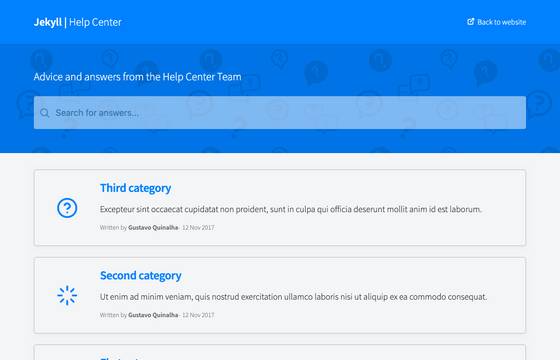 Jekyll | Help Center
Back to website
Advice and answers from the Help Center Team
Search for answers...
Third category
Excepteur sint occaecat cupidatat non proident, sunt in culpa qui officia deserunt mollit anim id est laborum.
Written by Gustavo Quinalha · 12 Nov 2017
Second category
Ut enim ad minim veniam, quis nostrud exercitation ullamco laboris nisi ut aliquip ex ea commodo consequat.
Written by Gustavo Quinalha · 12 Nov 2017